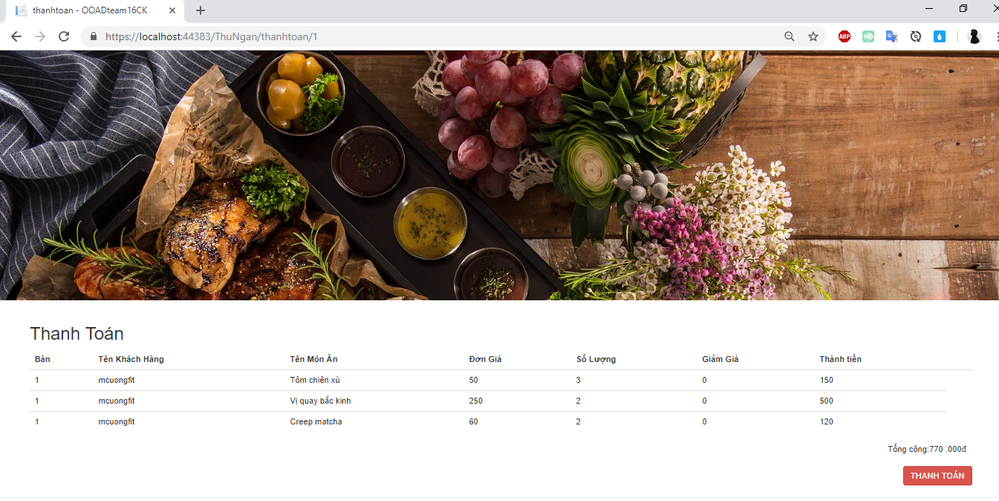 thanhtoan - OOADteam16CK
https://localhost:44383/ThuNgan/thanhtoan/1
ABP
Thanh Toán
Bàn Tên Khách Hàng Tên Món Ăn Đơn Giá Số Lượng Giảm Giá Thành tiền
1 mcuongfit Tôm chiên xù 50 3 0 150
1 mcuongfit Vị quay bắc kinh 250 2 0 500
1 mcuongfit Creep matcha 60 2 0 120
Tổng cộng:770 .000đ
THANH TOÁN